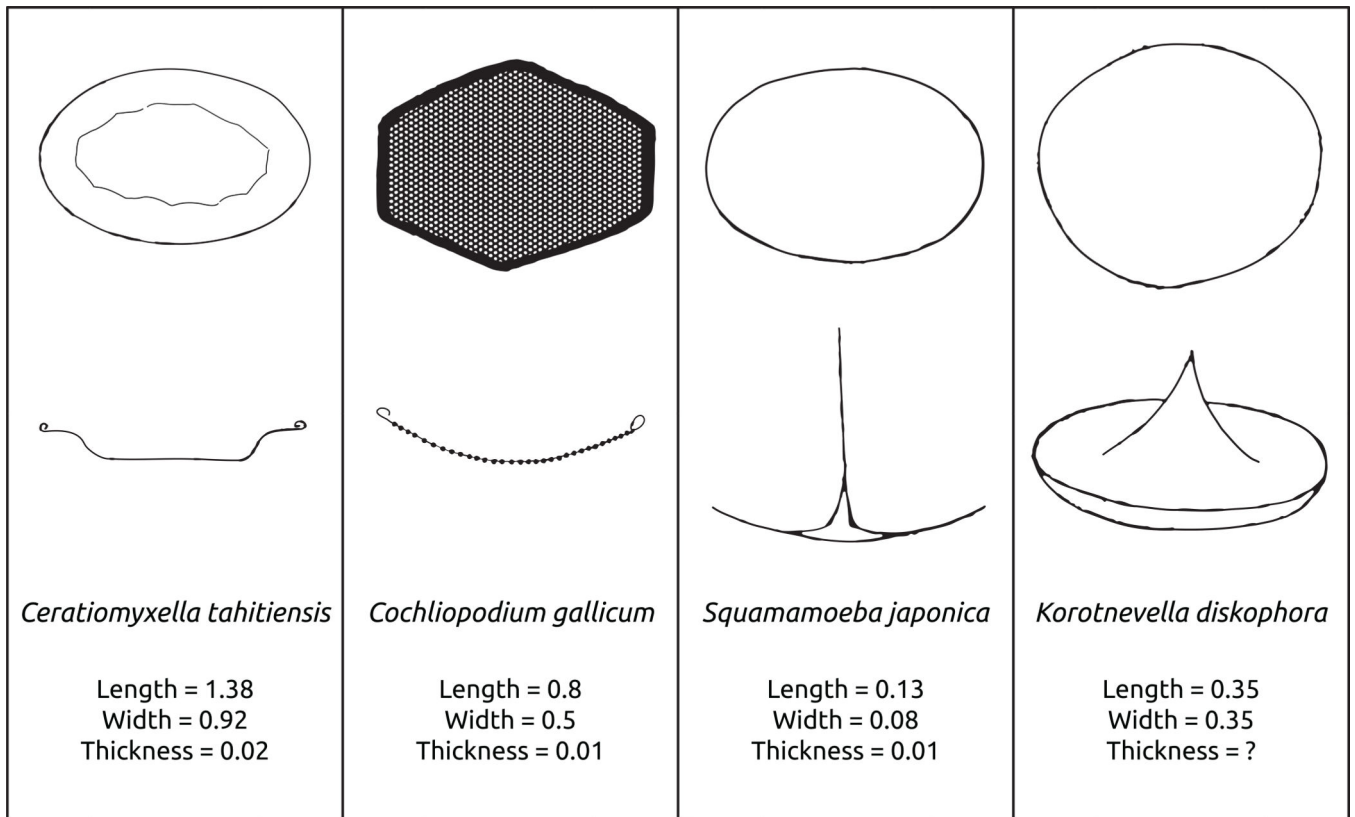 Ceratiomyxella tahitiensis
Length = 1.38
Width = 0.92
Thickness = 0.02
Cochliopodium gallicum
Length = 0.8
Width = 0.5
Thickness = 0.01
Squamamoeba japonica
Length = 0.13
Width = 0.08
Thickness = 0.01
Korotnevella diskophora
Length = 0.35
Width = 0.35
Thickness = ?